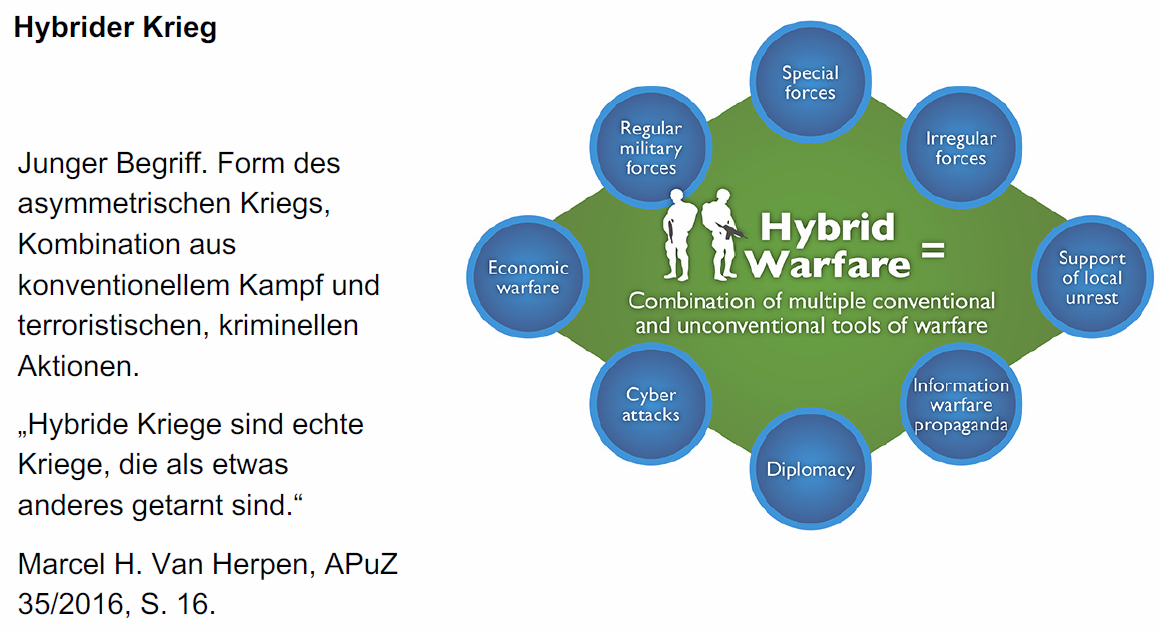 Hybrider Krieg
Junger Begriff. Form des
asymmetrischen Kriegs,
Kombination aus
konventionellem Kampf und
terroristischen, kriminellen
Aktionen.
„Hybride Kriege sind echte
Kriege, die als etwas
anderes getarnt sind.“
Marcel H. Van Herpen, APuZ
35/2016, S. 16.
Special
forces
Regular
military
forces
Irregular
forces
Hybrid
Warfare =
Combination of multiple conventional
and unconventional tools of warfare
Economic
warfare
Support
of local
unrest
Cyber
attacks
Information
warfare
propaganda
Diplomacy